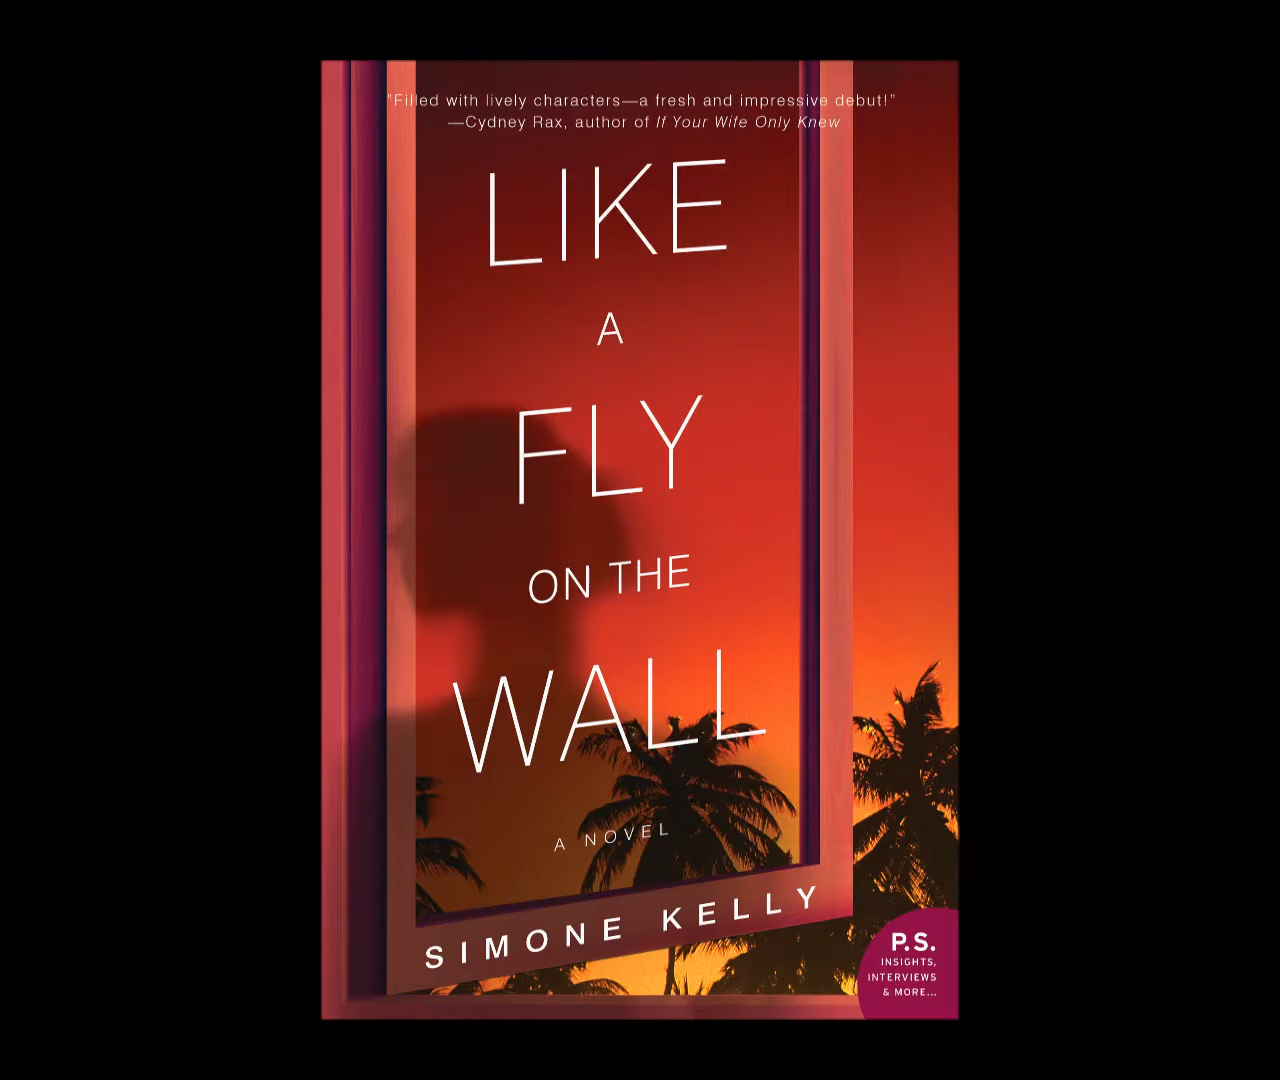 "Filled with lively characters—a fresh and impressive debut!"
—Cydney Rax, author of If Your Wife Only Knew
LIKE
A
FLY
ON THE
WALL
A NOVEL
SIMONE KELLY
P.S.
INSIGHTS,
INTERVIEWS
& MORE...